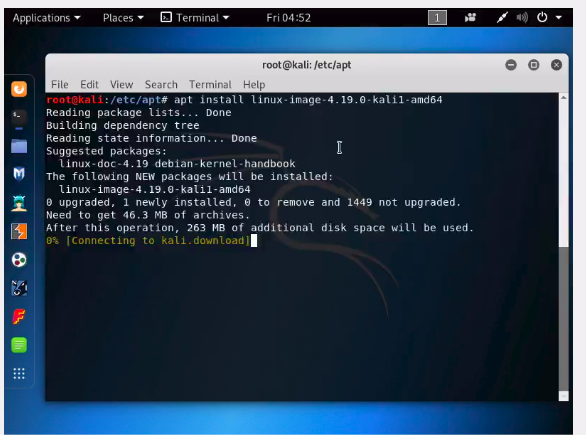 Applications ▾ Places ▾ Terminal ▾ Fri 04:52 1
root@kali: /etc/apt
File Edit View Search Terminal Help
root@kali:/etc/apt# apt install linux-image-4.19.0-kali1-amd64
Reading package lists... Done
Building dependency tree
Reading state information... Done
Suggested packages:
  linux-doc-4.19 debian-kernel-handbook
The following NEW packages will be installed:
  linux-image-4.19.0-kali1-amd64
0 upgraded, 1 newly installed, 0 to remove and 1449 not upgraded.
Need to get 46.3 MB of archives.
After this operation, 263 MB of additional disk space will be used.
0% [Connecting to kali.download]